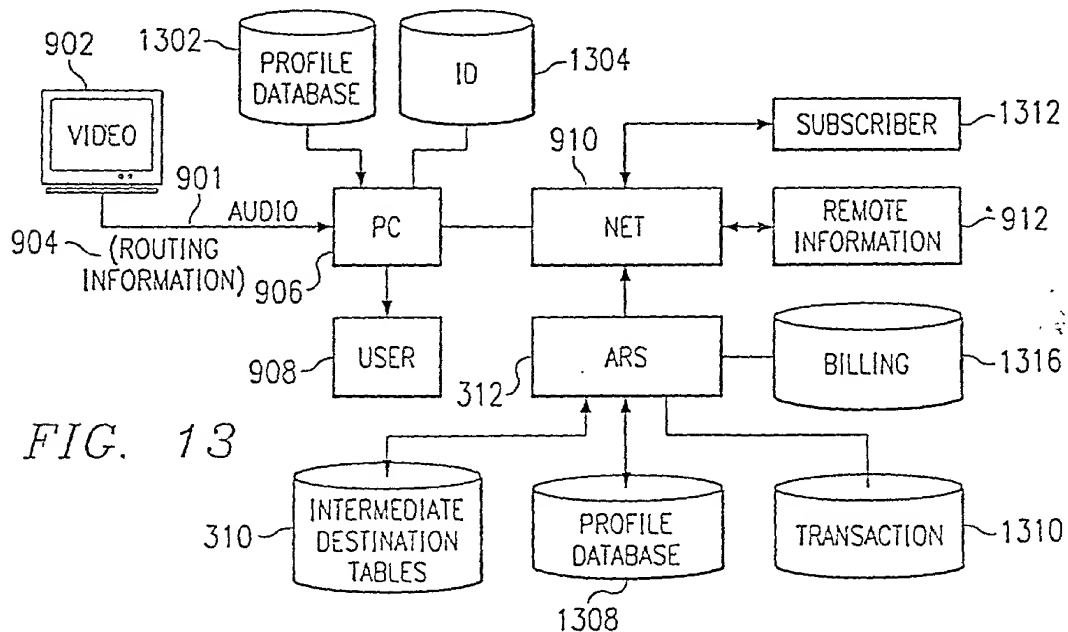 1302
902
PROFILE
DATABASE
ID
1304
VIDEO
910
SUBSCRIBER
1312
901
AUDIO
904
(ROUTING
INFORMATION)
906
PC
NET
REMOTE
INFORMATION
912
908
USER
312
ARS
BILLING
1316
FIG. 13
310
INTERMEDIATE
DESTINATION
TABLES
PROFILE
DATABASE
1308
TRANSACTION
1310